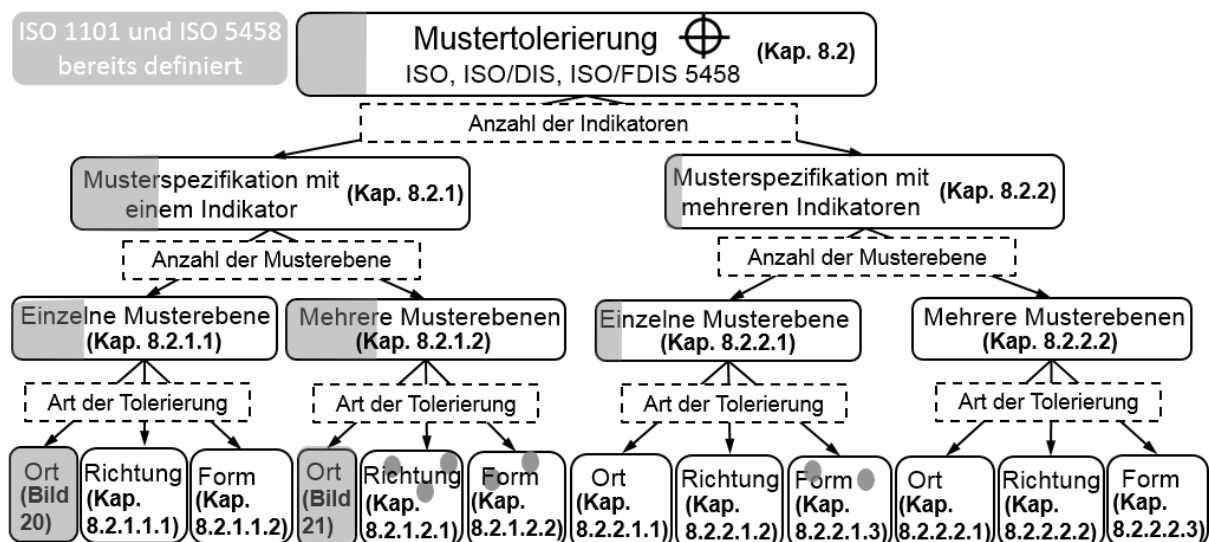 ISO 1101 und ISO 5458
bereits definiert
Mustertolerierung
(Kap. 8.2)
ISO, ISO/DIS, ISO/FDIS 5458
Anzahl der Indikatoren
Musterspezifikation mit
einem Indikator
(Kap. 8.2.1)
Musterspezifikation mit
mehreren Indikatoren
(Kap. 8.2.2)
Anzahl der Musterebene
Anzahl der Musterebene
Einzelne Musterebene
(Kap. 8.2.1.1)
Mehrere Musterebenen
(Kap. 8.2.1.2)
Einzelne Musterebene
(Kap. 8.2.2.1)
Mehrere Musterebenen
(Kap. 8.2.2.2)
Art der Tolerierung
Art der Tolerierung
Art der Tolerierung
Art der Tolerierung
Ort
(Bild
20)
Richtung
(Kap.
8.2.1.1.1)
Form
(Kap.
8.2.1.1.2)
Ort
(Bild
21)
Richtung
(Kap.
8.2.1.2.1)
Form
(Kap.
8.2.1.2.2)
Ort
(Kap.
8.2.2.1.1)
Richtung
(Kap.
8.2.2.1.2)
Form
(Kap.
8.2.2.1.3)
Ort
(Kap.
8.2.2.2.1)
Richtung
(Kap.
8.2.2.2.2)
Form
(Kap.
8.2.2.2.3)